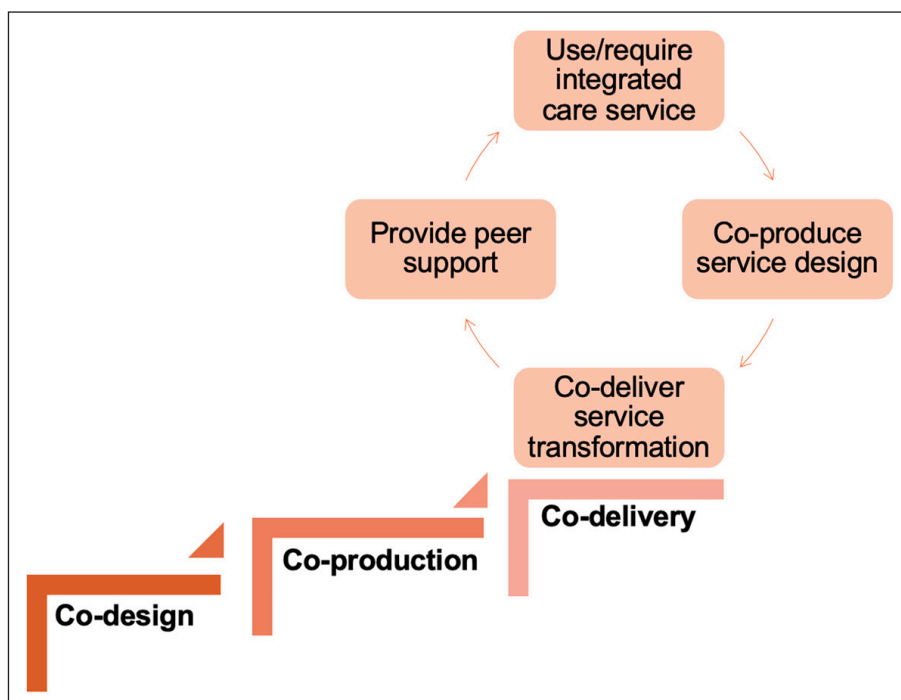 Use/require
integrated
care service
Provide peer
support
Co-produce
service design
Co-deliver
service
transformation
Co-delivery
Co-production
Co-design